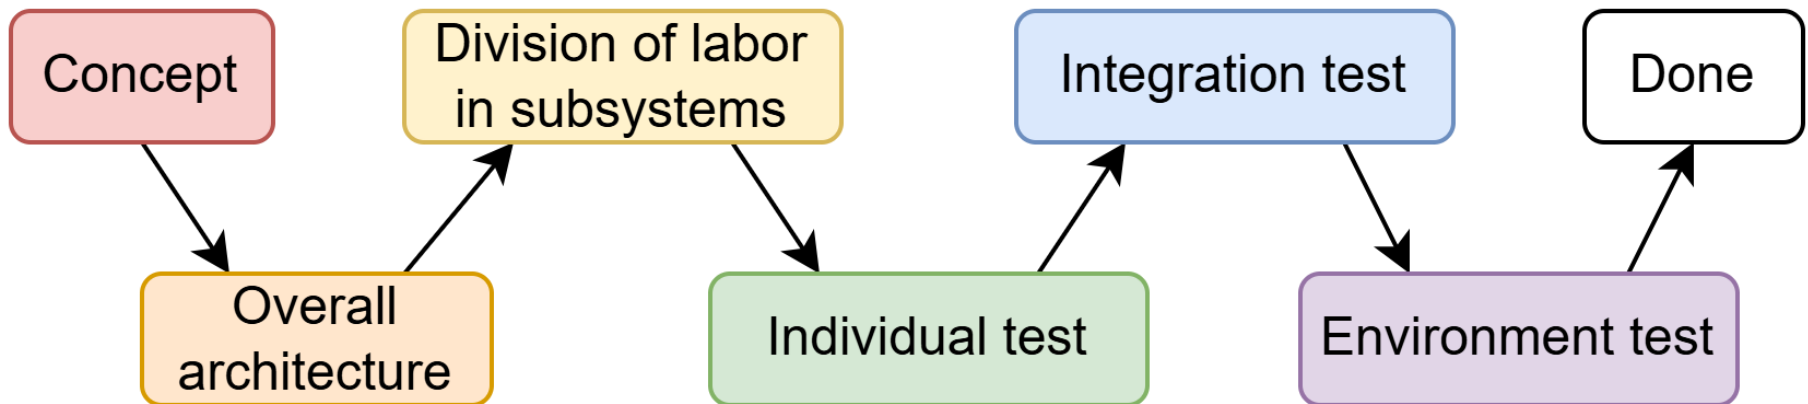 Concept
Overall
architecture
Division of labor
in subsystems
Individual test
Integration test
Environment test
Done